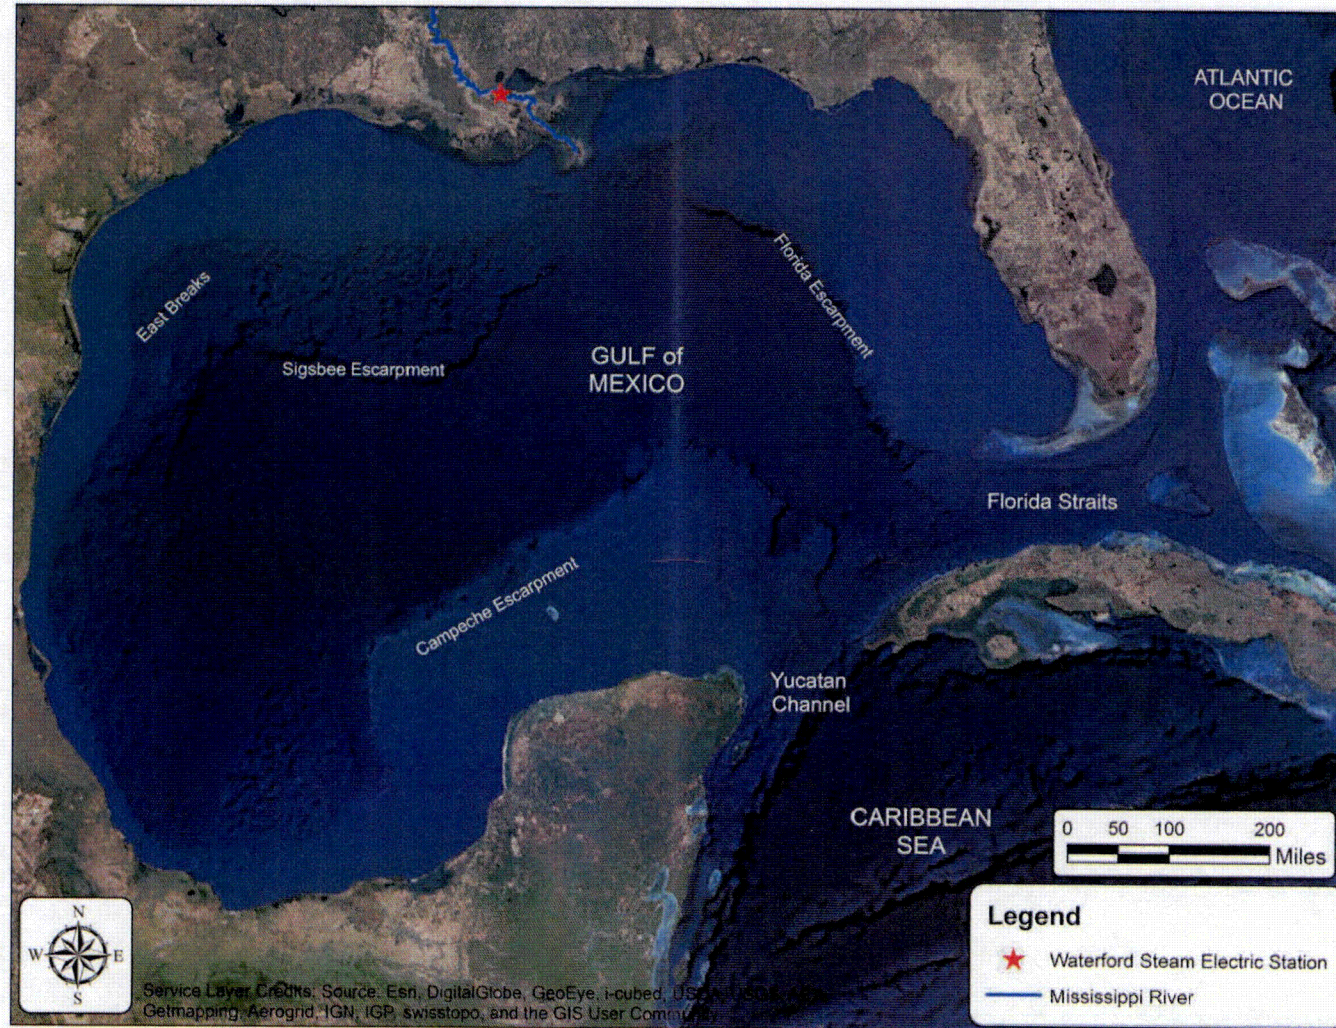 ATLANTIC
OCEAN
East Breaks
Florida Escarpment
Sigsbee Escarpment
GULF of
MEXICO
Florida Straits
Campeche Escarpment
Yucatan
Channel
CARIBBEAN
SEA
0 50 100 200
Miles
N
W E
S
Legend
Waterford Steam Electric Station
Mississippi River
Service Layer Credits: Source: Esri, DigitalGlobe, GeoEye, i-cubed,
Getmapping, Aerogrid, IGN, IGP, swisstopo, and the GIS User